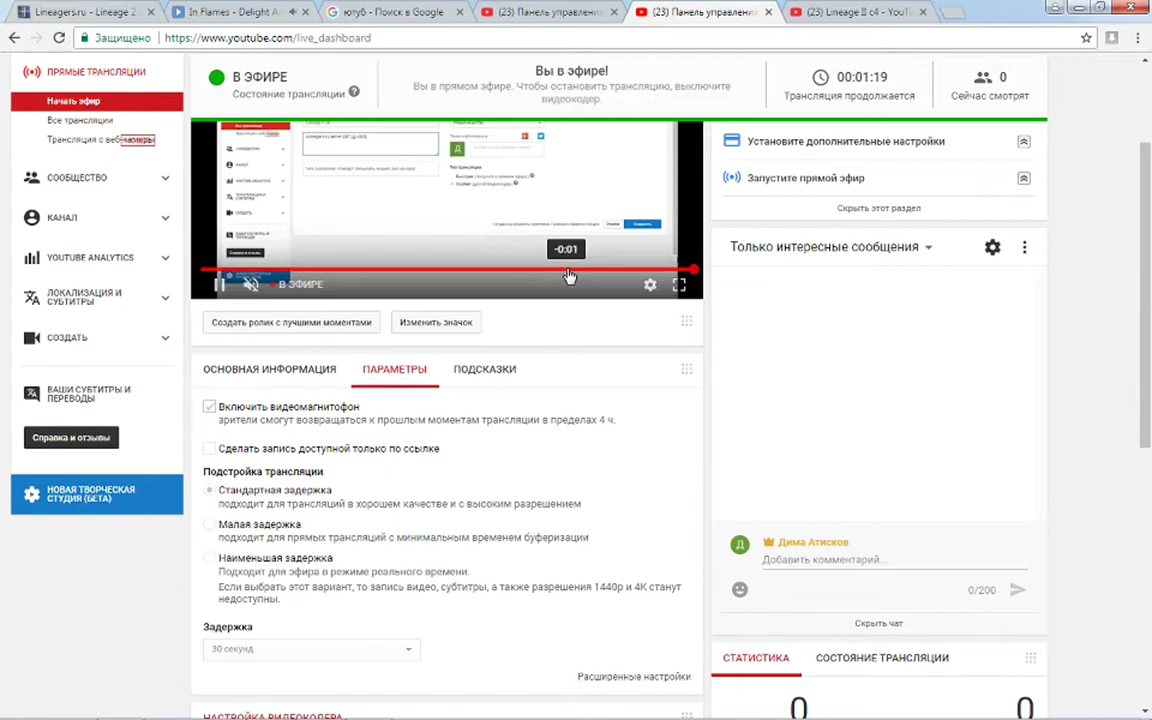 Lineagers.ru - Lineage 2
In Flames - Delight A
ютуб - Поиск в Google
(23) Панель управлени
(23) Панель управлени
(23) Lineage II c4 - YouT
Защищено
https://www.youtube.com/live_dashboard
ПРЯМЫЕ ТРАНСЛЯЦИИ
Начать эфир
Все трансляции
Трансляция с веб-камеры
СООБЩЕСТВО
КАНАЛ
YOUTUBE ANALYTICS
ЛОКАЛИЗАЦИЯ И
СУБТИТРЫ
СОЗДАТЬ
ВАШИ СУБТИТРЫ И
ПЕРЕВОДЫ
Справка и отзывы
НОВАЯ ТВОРЧЕСКАЯ
СТУДИЯ (БЕТА)
В ЭФИРЕ
Состояние трансляции
Вы в эфире!
Вы в прямом эфире. Чтобы остановить трансляцию, выключите
видеокодер.
00:01:19
Трансляция продолжается
0
Сейчас смотрят
-0:01
В ЭФИРЕ
Создать ролик с лучшими моментами
Изменить значок
ОСНОВНАЯ ИНФОРМАЦИЯ
ПАРАМЕТРЫ
ПОДСКАЗКИ
Включить видеомагнитофон
зрители смогут возвращаться к прошлым моментам трансляции в пределах 4 ч.
Сделать запись доступной только по ссылке
Подстройка трансляции
Стандартная задержка
подходит для трансляций в хорошем качестве и с высоким разрешением
Малая задержка
подходит для прямых трансляций с минимальным временем буферизации
Наименьшая задержка
Подходит для эфира в режиме реального времени.
Если выбрать этот вариант, то запись видео, субтитры, а также разрешения 1440p и 4K станут
недоступны.
Задержка
30 секунд
Расширенные настройки
НАСТРОЙКА ВИДЕОКОДЕРА
Установите дополнительные настройки
Запустите прямой эфир
Скрыть этот раздел
Только интересные сообщения
Д
Дима Атисков
Добавить комментарий...
0/200
Скрыть чат
СТАТИСТИКА
СОСТОЯНИЕ ТРАНСЛЯЦИИ
0
0